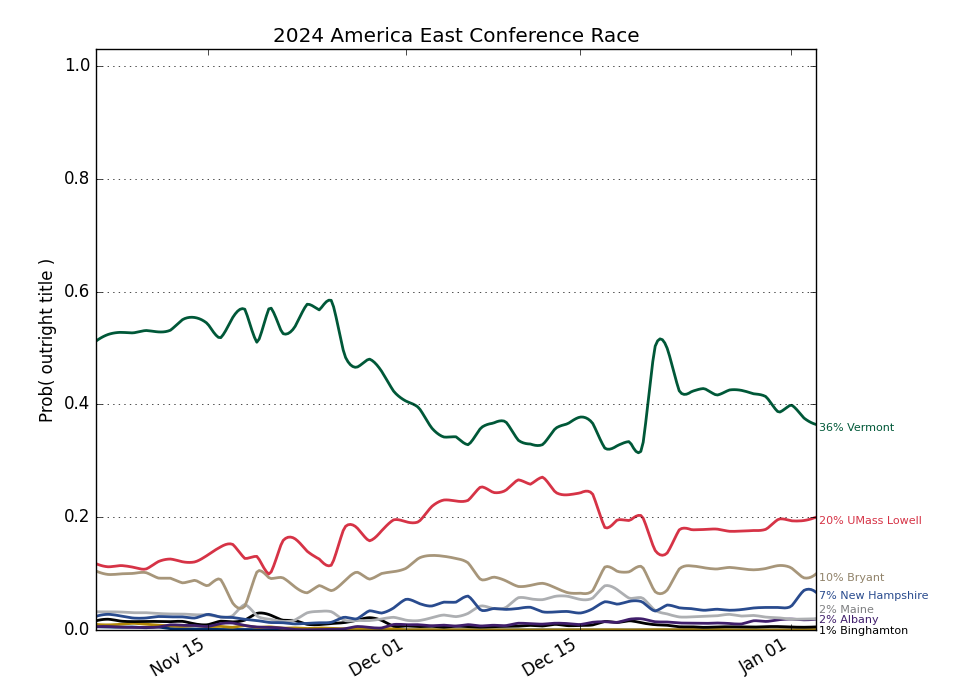 2024 America East Conference Race
Prob( outright title )
1.0
0.8
0.6
0.4
0.2
0.0
Nov 15
Dec 01
Dec 15
Jan 01
36% Vermont
20% UMass Lowell
10% Bryant
7% New Hampshire
2% Maine
2% Albany
1% Binghamton